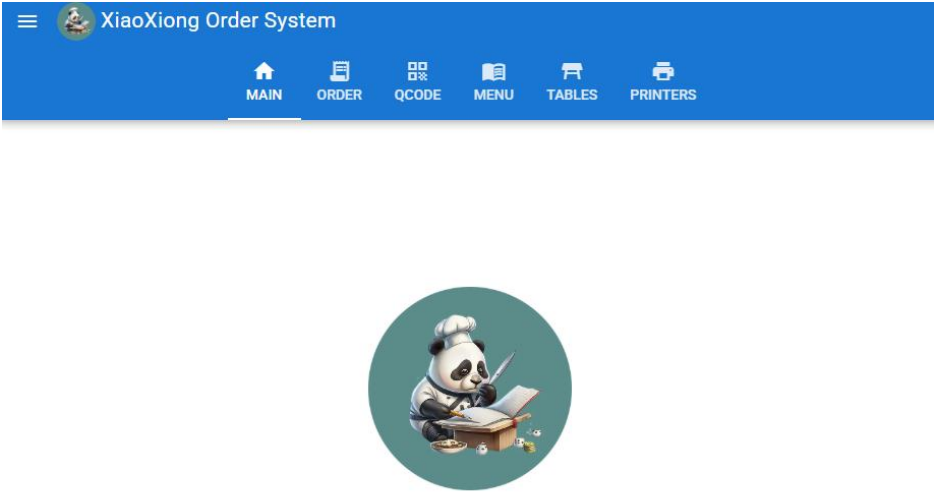 XiaoXiong Order System
MAIN ORDER QCODE MENU TABLES PRINTERS